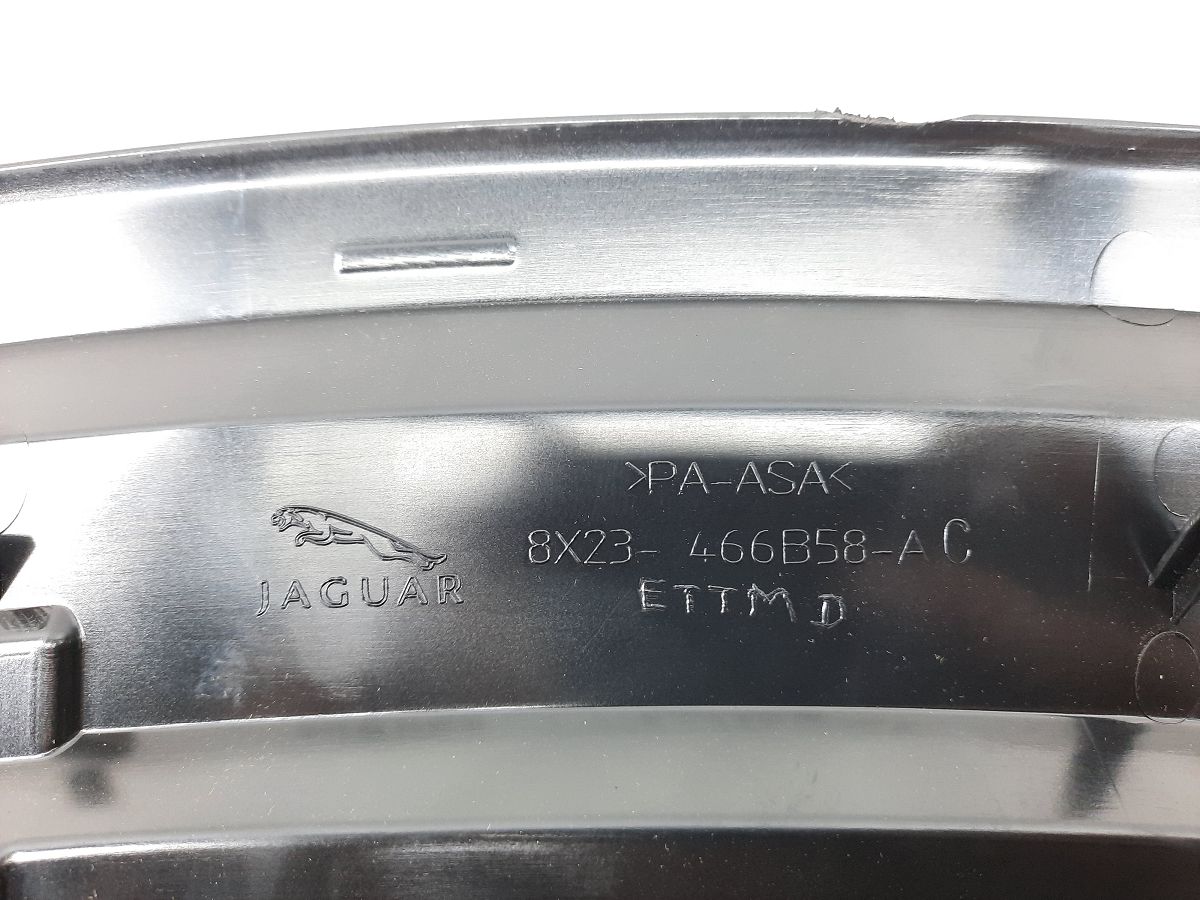 >PA-ASA<
8X23- 466B58-AC
JAGUAR
ETTMD